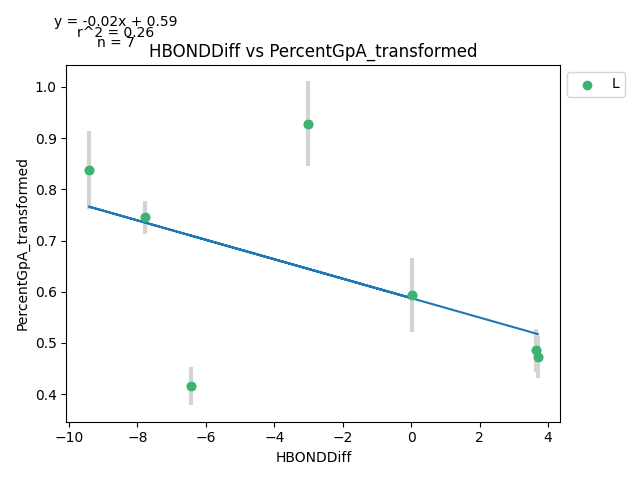 y = -0.02x + 0.59
r^2 = 0.26
n = 7
HBONDDiff vs PercentGpA_transformed
L
PercentGpA_transformed
1.0
0.9
0.8
0.7
0.6
0.5
0.4
−10 −8 −6 −4 −2 0 2 4
HBONDDiff